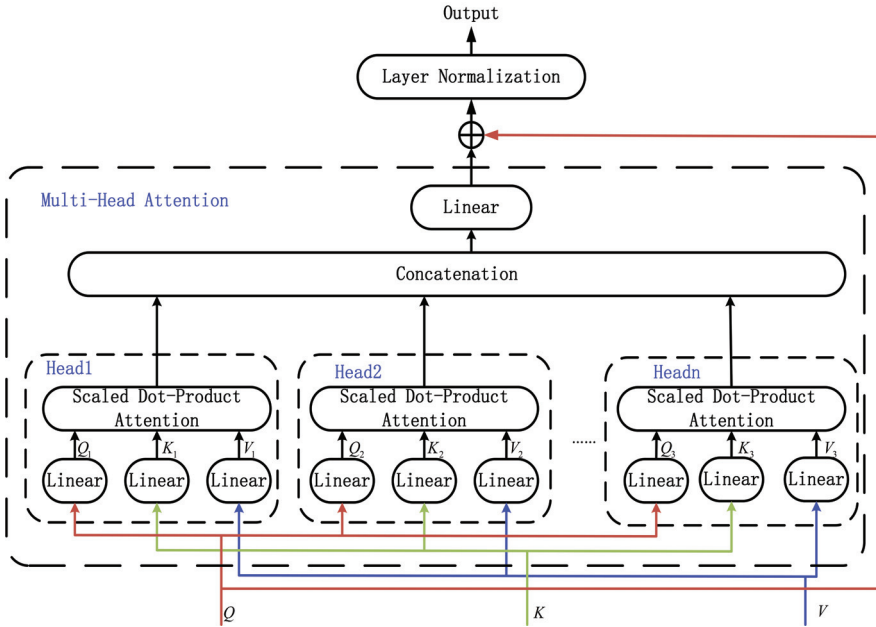 Output
Layer Normalization
Multi-Head Attention
Linear
Concatenation
Head1
Head2
Headn
Scaled Dot-Product
Attention
Scaled Dot-Product
Attention
Scaled Dot-Product
Attention
......
Q1
K1
V1
Q2
K2
V2
Q3
K3
V3
Linear
Linear
Linear
Linear
Linear
Linear
Linear
Linear
Linear
Q
K
V